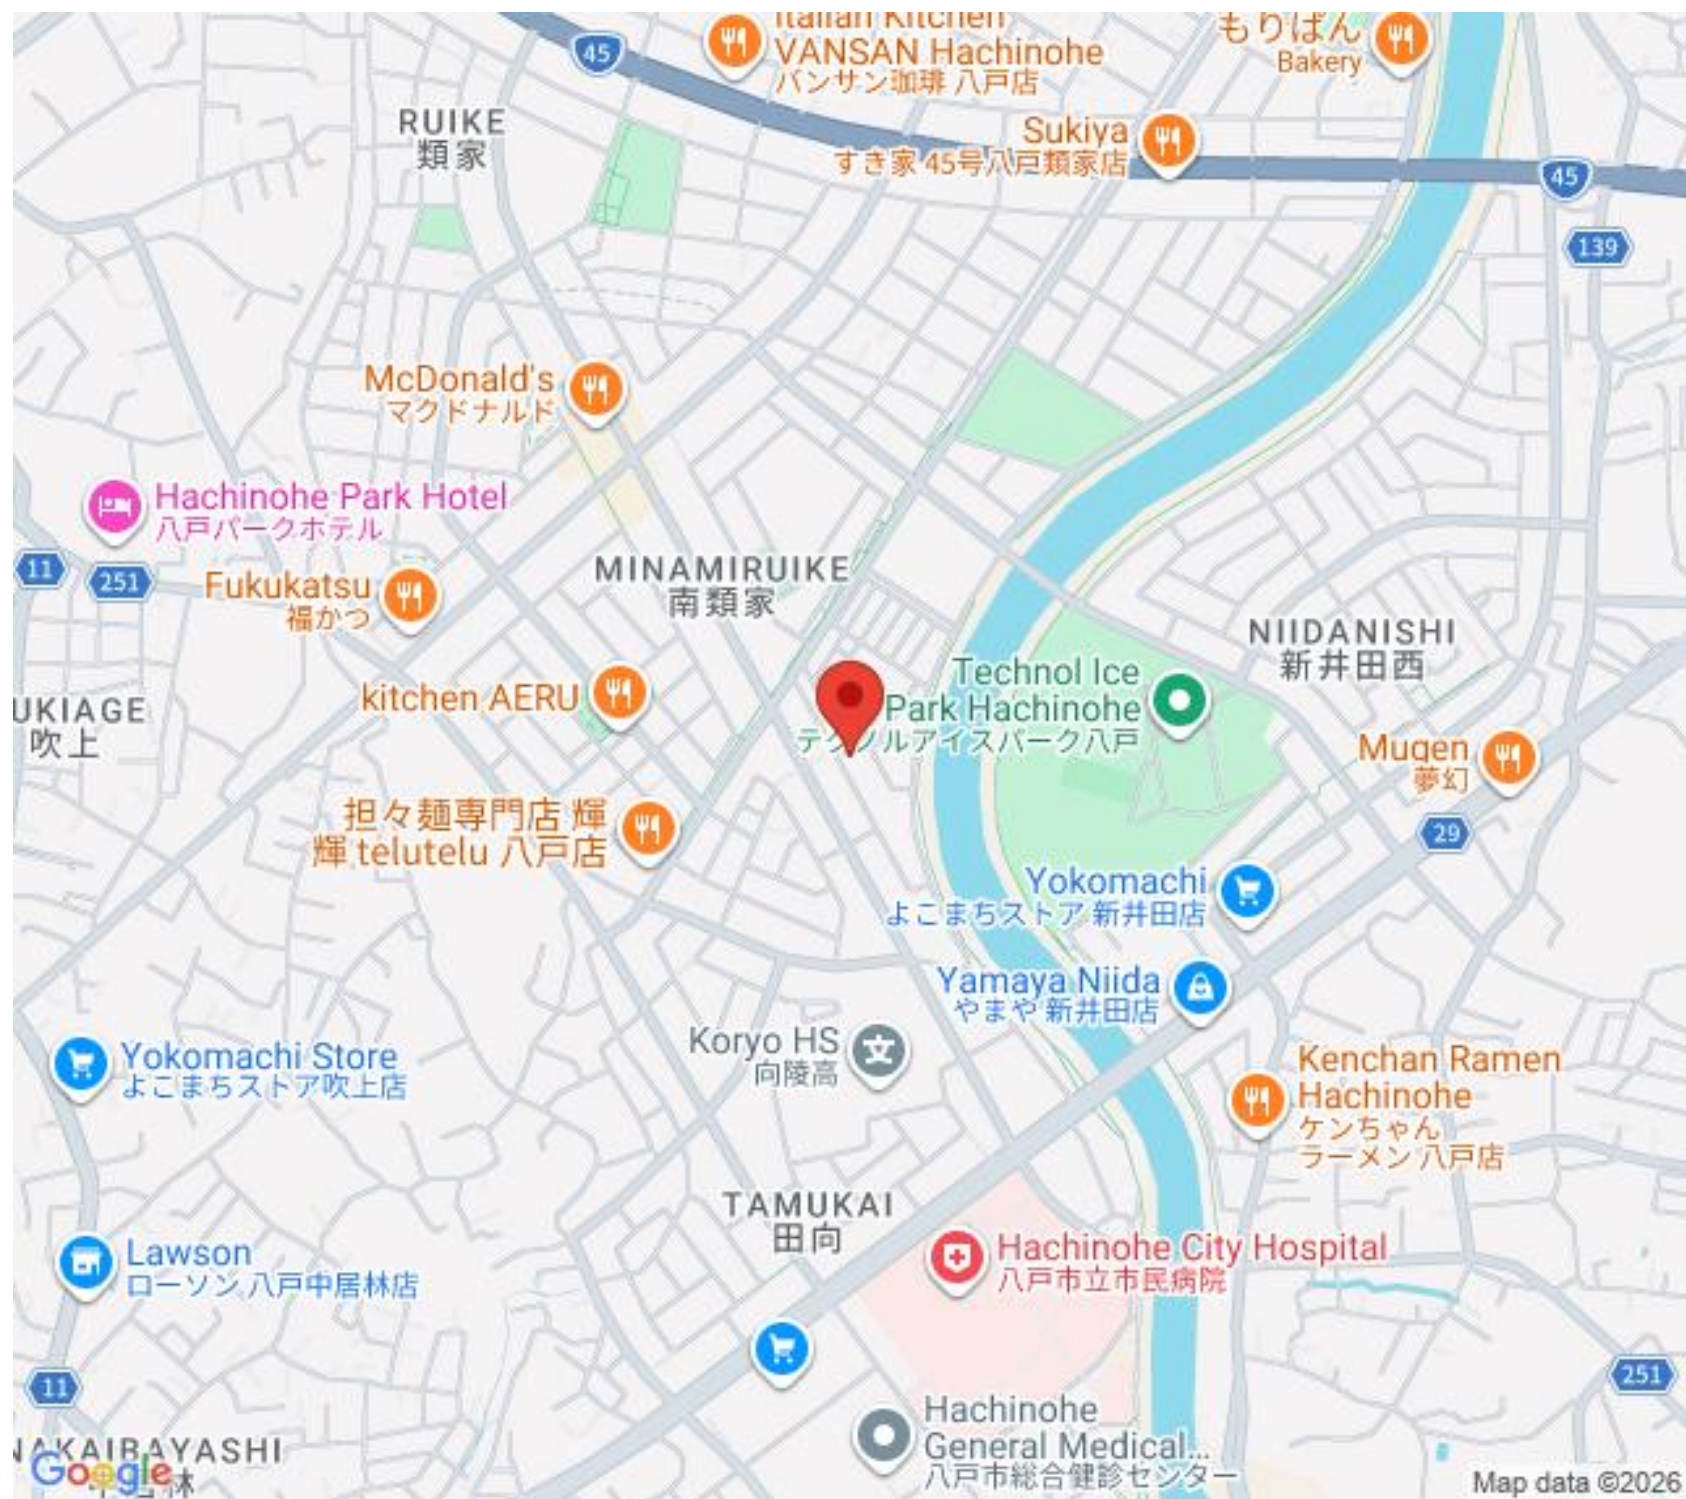 Italian Kitchen
VANSAN Hachinohe
バンサン珈琲 八戸店
もりぱん
Bakery
45
Sukiya
すき家 45号八戸類家店
45
RUIKE
類家
139
McDonald's
マクドナルド
Hachinohe Park Hotel
八戸パークホテル
11
251
Fukukatsu
福かつ
MINAMIRUIKE
南類家
NIIDANISHI
新井田西
Technol Ice
Park Hachinohe
テクノルアイスパーク八戸
kitchen AERU
UKIAGE
吹上
Mugen
夢幻
担々麺専門店 輝
輝 telutelu 八戸店
29
Yokomachi
よこまちストア 新井田店
Yamaya Niida
やまや 新井田店
Koryo HS
向陵高
Yokomachi Store
よこまちストア吹上店
Kenchan Ramen
Hachinohe
ケンちゃん
ラーメン 八戸店
TAMUKAI
田向
Hachinohe City Hospital
八戸市立市民病院
Lawson
ローソン 八戸中居林店
11
251
Hachinohe
General Medical...
八戸市総合健診センター
NAKAIBAYASHI
Google
Map data ©2026